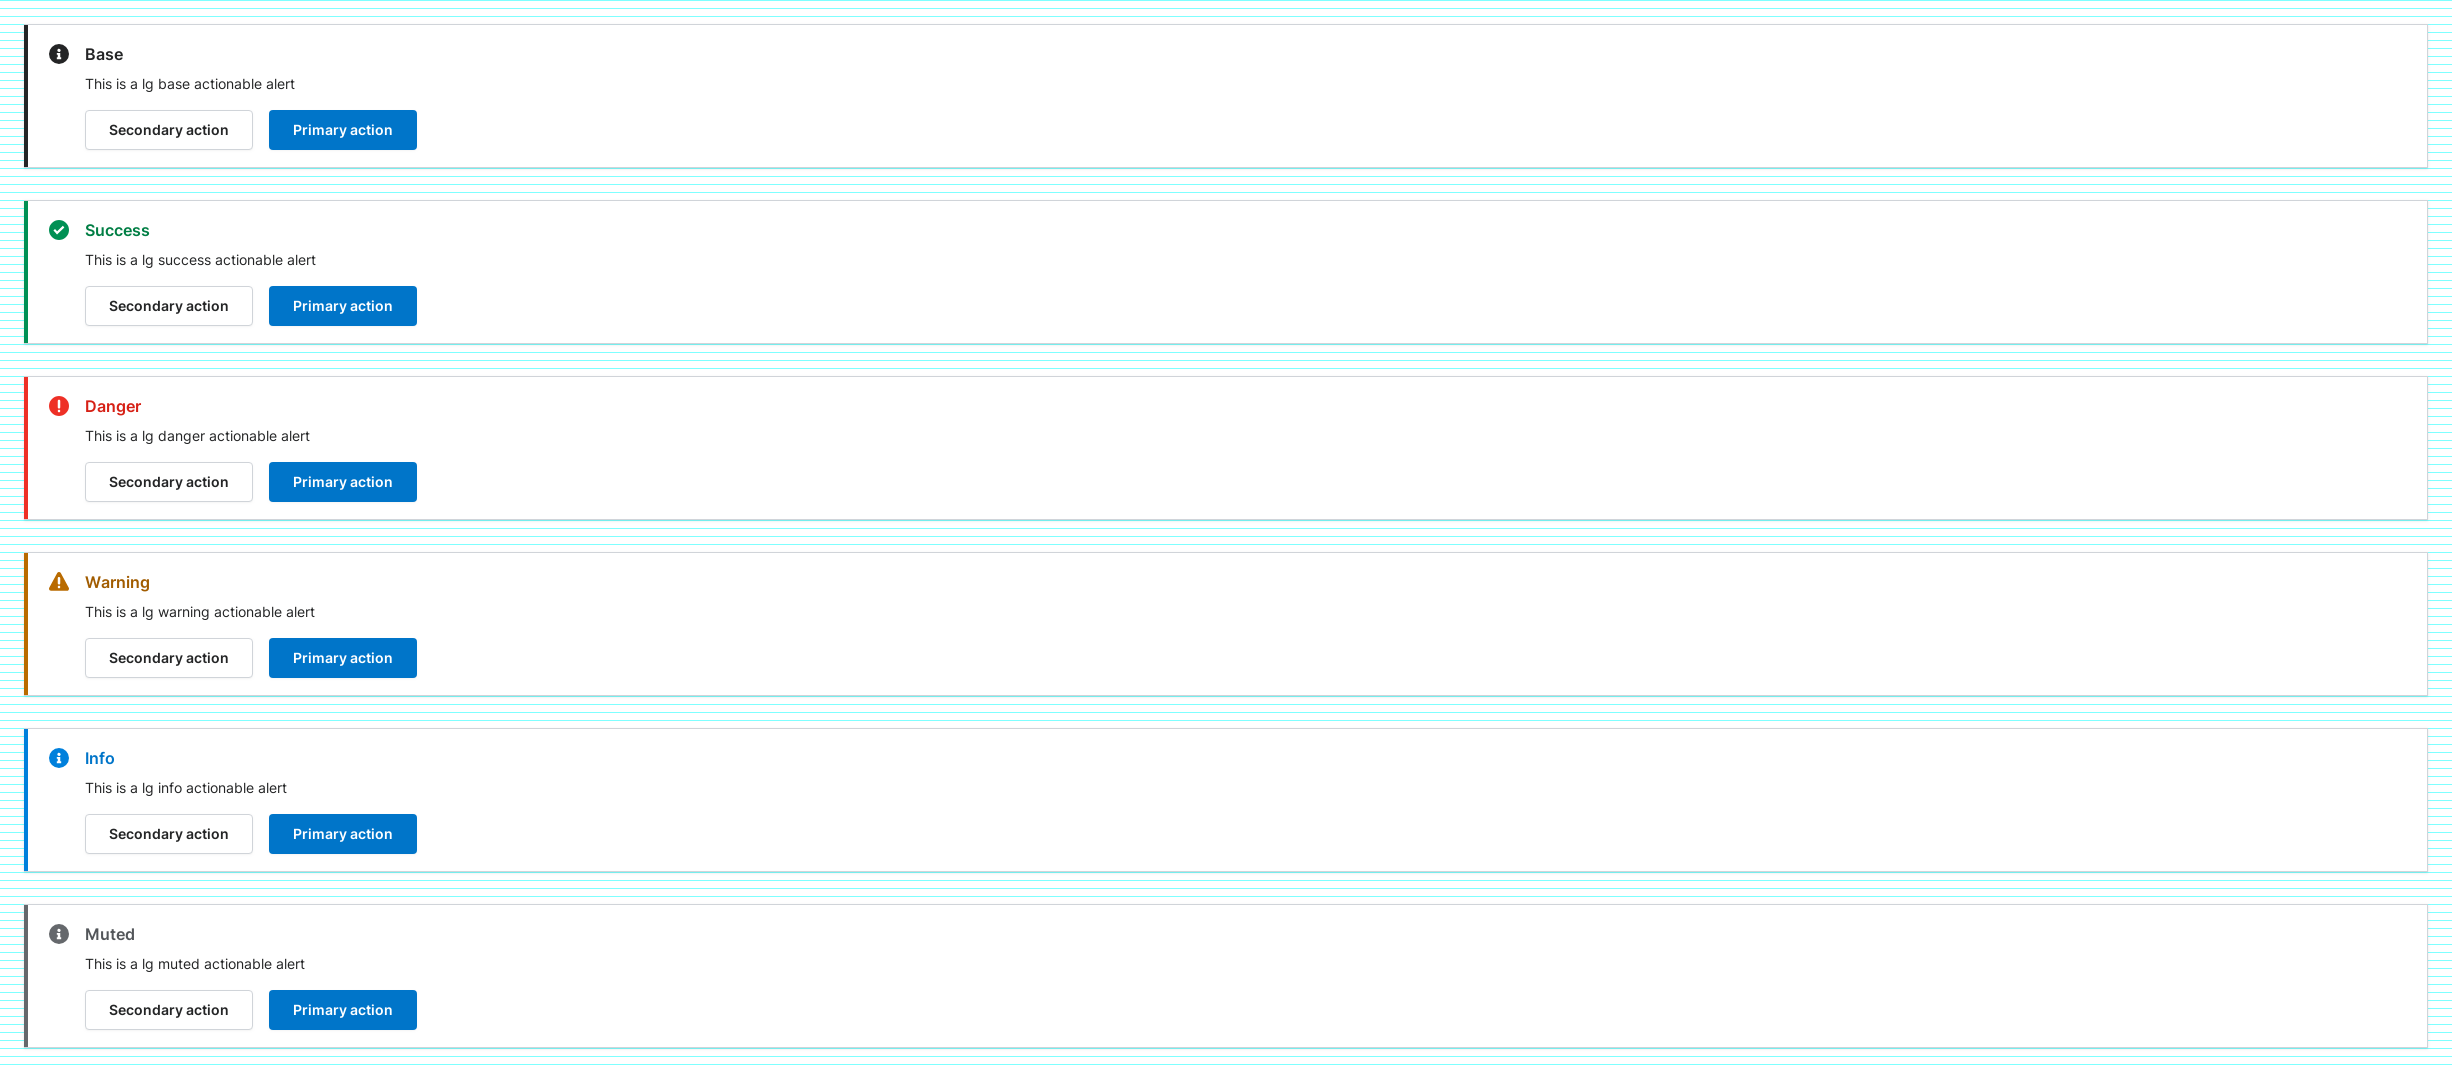 Base
This is a lg base actionable alert
Secondary action Primary action
Success
This is a lg success actionable alert
Secondary action Primary action
Danger
This is a lg danger actionable alert
Secondary action Primary action
Warning
This is a lg warning actionable alert
Secondary action Primary action
Info
This is a lg info actionable alert
Secondary action Primary action
Muted
This is a lg muted actionable alert
Secondary action Primary action